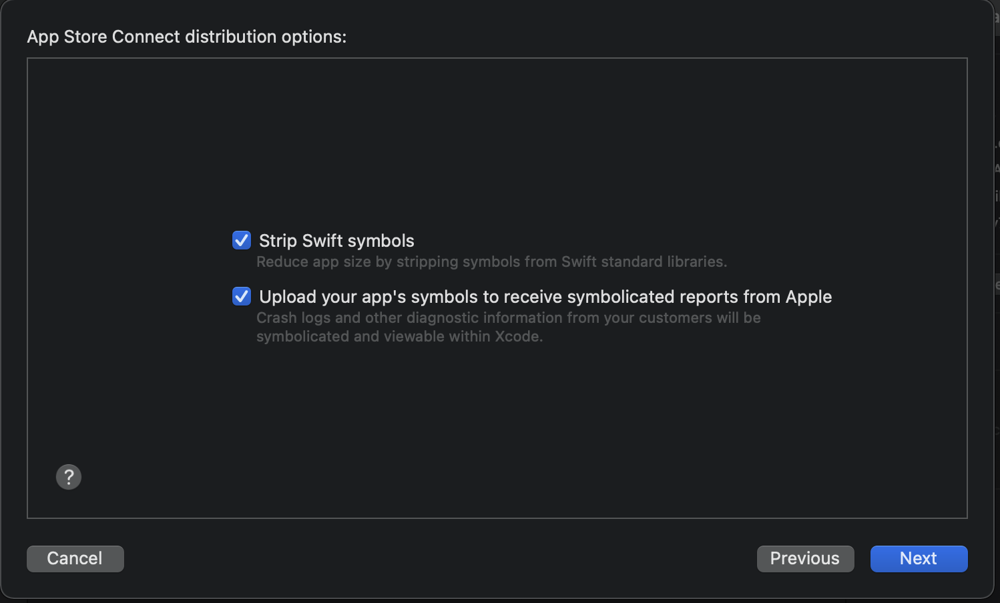 App Store Connect distribution options:
Strip Swift symbols
Reduce app size by stripping symbols from Swift standard libraries.
Upload your app's symbols to receive symbolicated reports from Apple
Crash logs and other diagnostic information from your customers will be
symbolicated and viewable within Xcode.
?
Cancel
Previous
Next